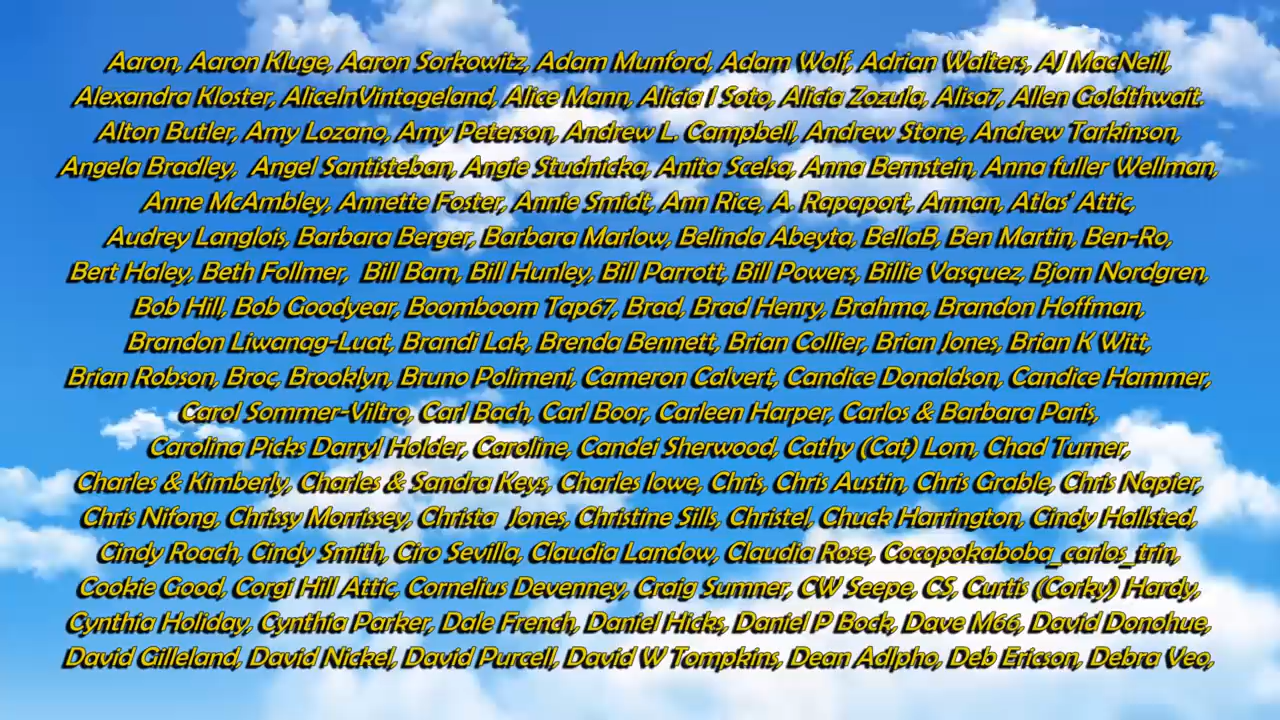 Aaron, Aaron Kluge, Aaron Sorkowitz, Adam Munford, Adam Wolf, Adrian Walters, AJ MacNeill,
Alexandra Kloster, AliceInVintageland, Alice Mann, Alicia I Soto, Alicia Zozula, Alisa7, Allen Goldthwait.
Alton Butler, Amy Lozano, Amy Peterson, Andrew L. Campbell, Andrew Stone, Andrew Tarkinson,
Angela Bradley, Angel Santisteban, Angie Studnicka, Anita Scelsa, Anna Bernstein, Anna fuller Wellman,
Anne McAmbley, Annette Foster, Annie Smidt, Ann Rice, A. Rapaport, Arman, Atlas' Attic,
Audrey Langlois, Barbara Berger, Barbara Marlow, Belinda Abeyta, BellaB, Ben Martin, Ben-Ro,
Bert Haley, Beth Follmer, Bill Bam, Bill Hunley, Bill Parrott, Bill Powers, Billie Vasquez, Bjorn Nordgren,
Bob Hill, Bob Goodyear, Boomboom Tap67, Brad, Brad Henry, Brahma, Brandon Hoffman,
Brandon Liwanag-Luat, Brandi Lak, Brenda Bennett, Brian Collier, Brian Jones, Brian K Witt,
Brian Robson, Broc, Brooklyn, Bruno Polimeni, Cameron Calvert, Candice Donaldson, Candice Hammer,
Carol Sommer-Viltro, Carl Bach, Carl Boor, Carleen Harper, Carlos & Barbara Paris,
Carolina Picks Darryl Holder, Caroline, Candei Sherwood, Cathy (Cat) Lom, Chad Turner,
Charles & Kimberly, Charles & Sandra Keys, Charles lowe, Chris, Chris Austin, Chris Grable, Chris Napier,
Chris Nifong, Chrissy Morrissey, Christa Jones, Christine Sills, Christel, Chuck Harrington, Cindy Hallsted,
Cindy Roach, Cindy Smith, Ciro Sevilla, Claudia Landow, Claudia Rose, Cocopokaboba_carlos_trin,
Cookie Good, Corgi Hill Attic, Cornelius Devenney, Craig Sumner, CW Seepe, CS, Curtis (Corky) Hardy,
Cynthia Holiday, Cynthia Parker, Dale French, Daniel Hicks, Daniel P Bock, Dave M66, David Donohue,
David Gilleland, David Nickel, David Purcell, David W Tompkins, Dean Adlpho, Deb Ericson, Debra Veo,